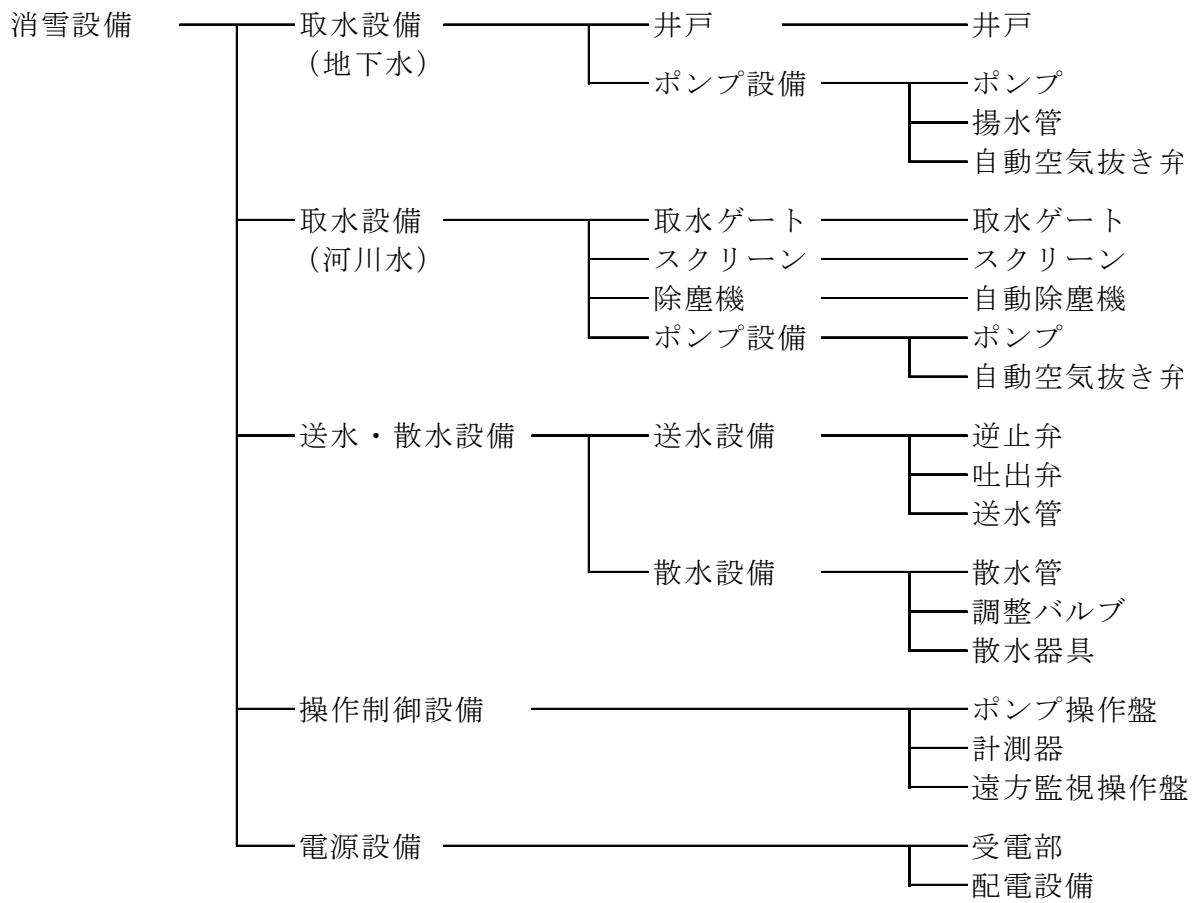 消雪設備 取水設備 井戸 井戸
（地下水）
ポンプ設備 ポンプ
揚水管
自動空気抜き弁
取水設備 取水ゲート 取水ゲート
（河川水） スクリーン スクリーン
除塵機 自動除塵機
ポンプ設備 ポンプ
自動空気抜き弁
送水・散水設備 送水設備 逆止弁
吐出弁
送水管
散水設備 散水管
調整バルブ
散水器具
操作制御設備 ポンプ操作盤
計測器
遠方監視操作盤
電源設備 受電部
配電設備